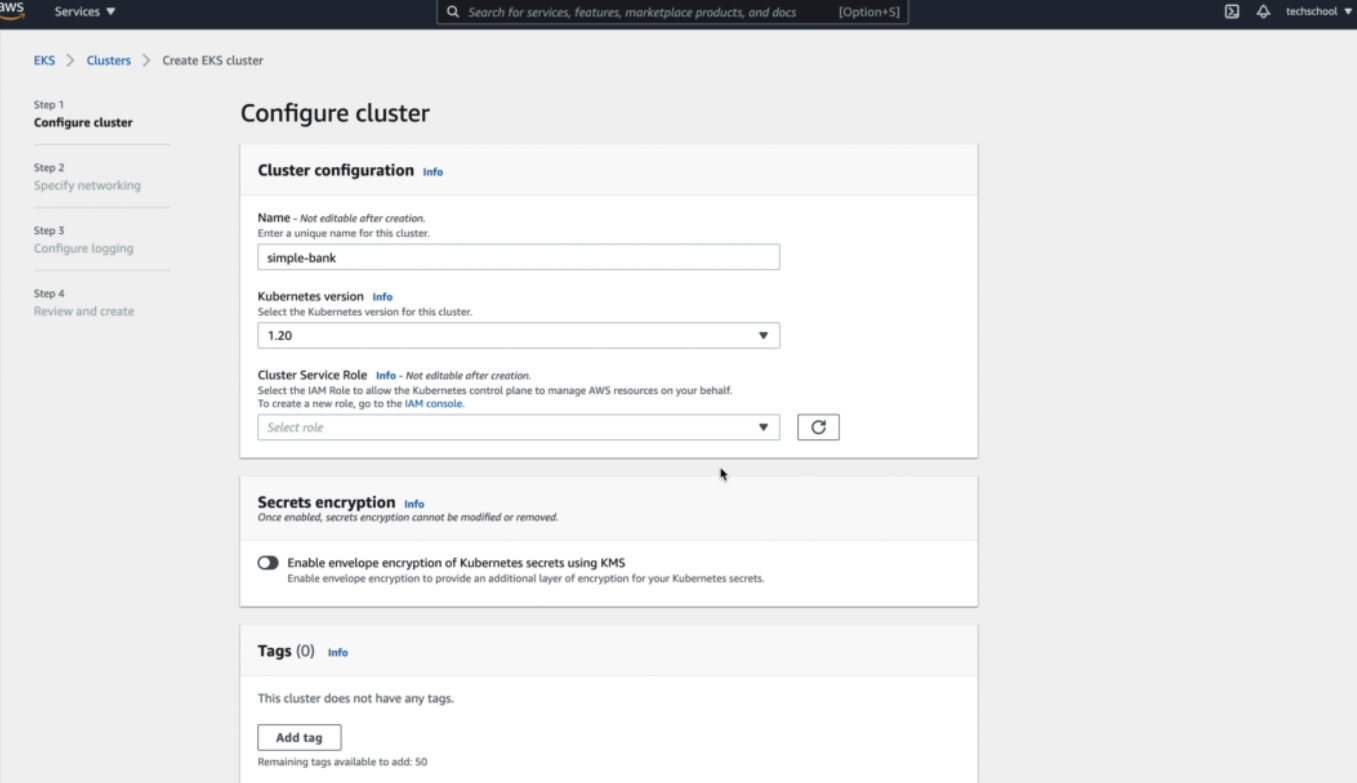 aws
Services
Search for services, features, marketplace products, and docs [Option+S]
techschool
EKS > Clusters > Create EKS cluster
Step 1
Configure cluster
Step 2
Specify networking
Step 3
Configure logging
Step 4
Review and create
Configure cluster
Cluster configuration Info
Name - Not editable after creation.
Enter a unique name for this cluster.
simple-bank
Kubernetes version Info
Select the Kubernetes version for this cluster.
1.20
Cluster Service Role Info - Not editable after creation.
Select the IAM Role to allow the Kubernetes control plane to manage AWS resources on your behalf.
To create a new role, go to the IAM console.
Select role
Secrets encryption Info
Once enabled, secrets encryption cannot be modified or removed.
Enable envelope encryption of Kubernetes secrets using KMS
Enable envelope encryption to provide an additional layer of encryption for your Kubernetes secrets.
Tags (0) Info
This cluster does not have any tags.
Add tag
Remaining tags available to add: 50